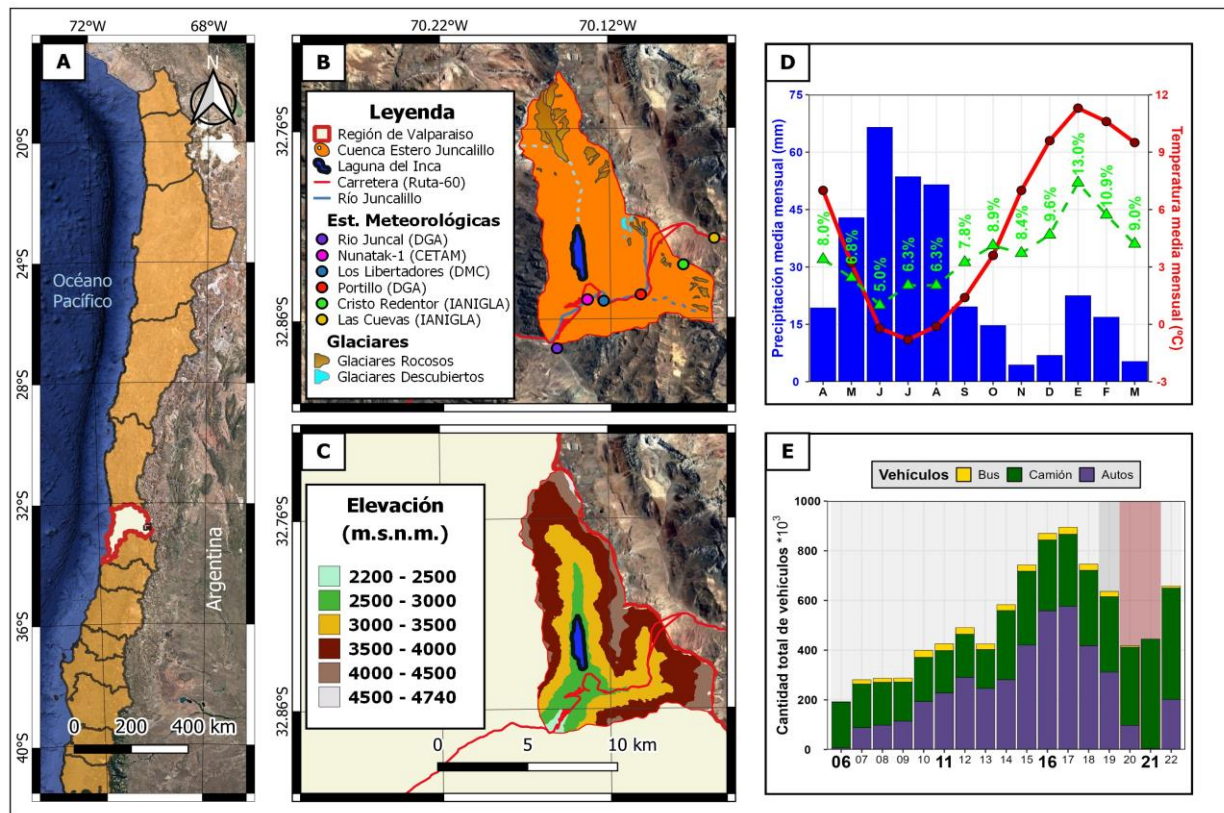 72°W
68°W
A
N
20°S
24°S
28°S
32°S
36°S
40°S
Océano
Pacífico
Argentina
0
200
400 km
70.22°W
70.12°W
B
32.76°S
32.86°S
Leyenda
Región de Valparaiso
Cuenca Estero Juncalillo
Laguna del Inca
Carretera (Ruta-60)
Río Juncalillo
Est. Meteorológicas
Rio Juncal (DGA)
Nunatak-1 (CETAM)
Los Libertadores (DMC)
Portillo (DGA)
Cristo Redentor (IANIGLA)
Las Cuevas (IANIGLA)
Glaciares
Glaciares Rocosos
Glaciares Descubiertos
C
32.76°S
32.86°S
Elevación
(m.s.n.m.)
2200 - 2500
2500 - 3000
3000 - 3500
3500 - 4000
4000 - 4500
4500 - 4740
0
5
10 km
D
Precipitación media mensual (mm)
75
60
45
30
15
0
8.0%
6.8%
5.0%
6.3%
6.3%
7.8%
8.9%
8.4%
9.6%
13.0%
10.9%
9.0%
12
9
6
3
0
-3
Temperatura media mensual (°C)
A M J J A S O N D E F M
E
Vehículos Bus Camión Autos
Cantidad total de vehículos *10³
1000
800
600
400
200
0
06 07 08 09 10 11 12 13 14 15 16 17 18 19 20 21 22